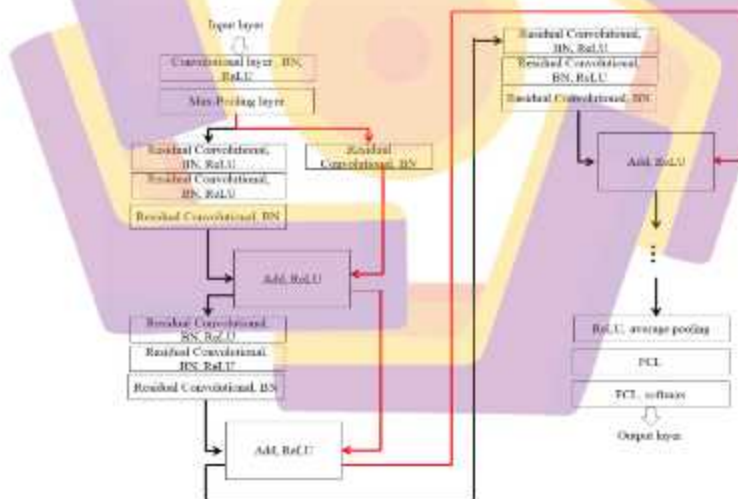 Input layer
Convolutional layer, BN,
ReLU
Max-Pooling layer
Residual Convolutional,
BN, ReLU
Residual Convolutional,
BN, ReLU
Residual Convolutional, BN
Residual
Convolutional, BN
Add, ReLU
Residual Convolutional,
BN, ReLU
Residual Convolutional,
BN, ReLU
Residual Convolutional, BN
Add, ReLU
Residual Convolutional,
BN, ReLU
Residual Convolutional,
BN, ReLU
Residual Convolutional, BN
Add, ReLU
ReLU, average pooling
FCL
FCL, softmax
Output layer